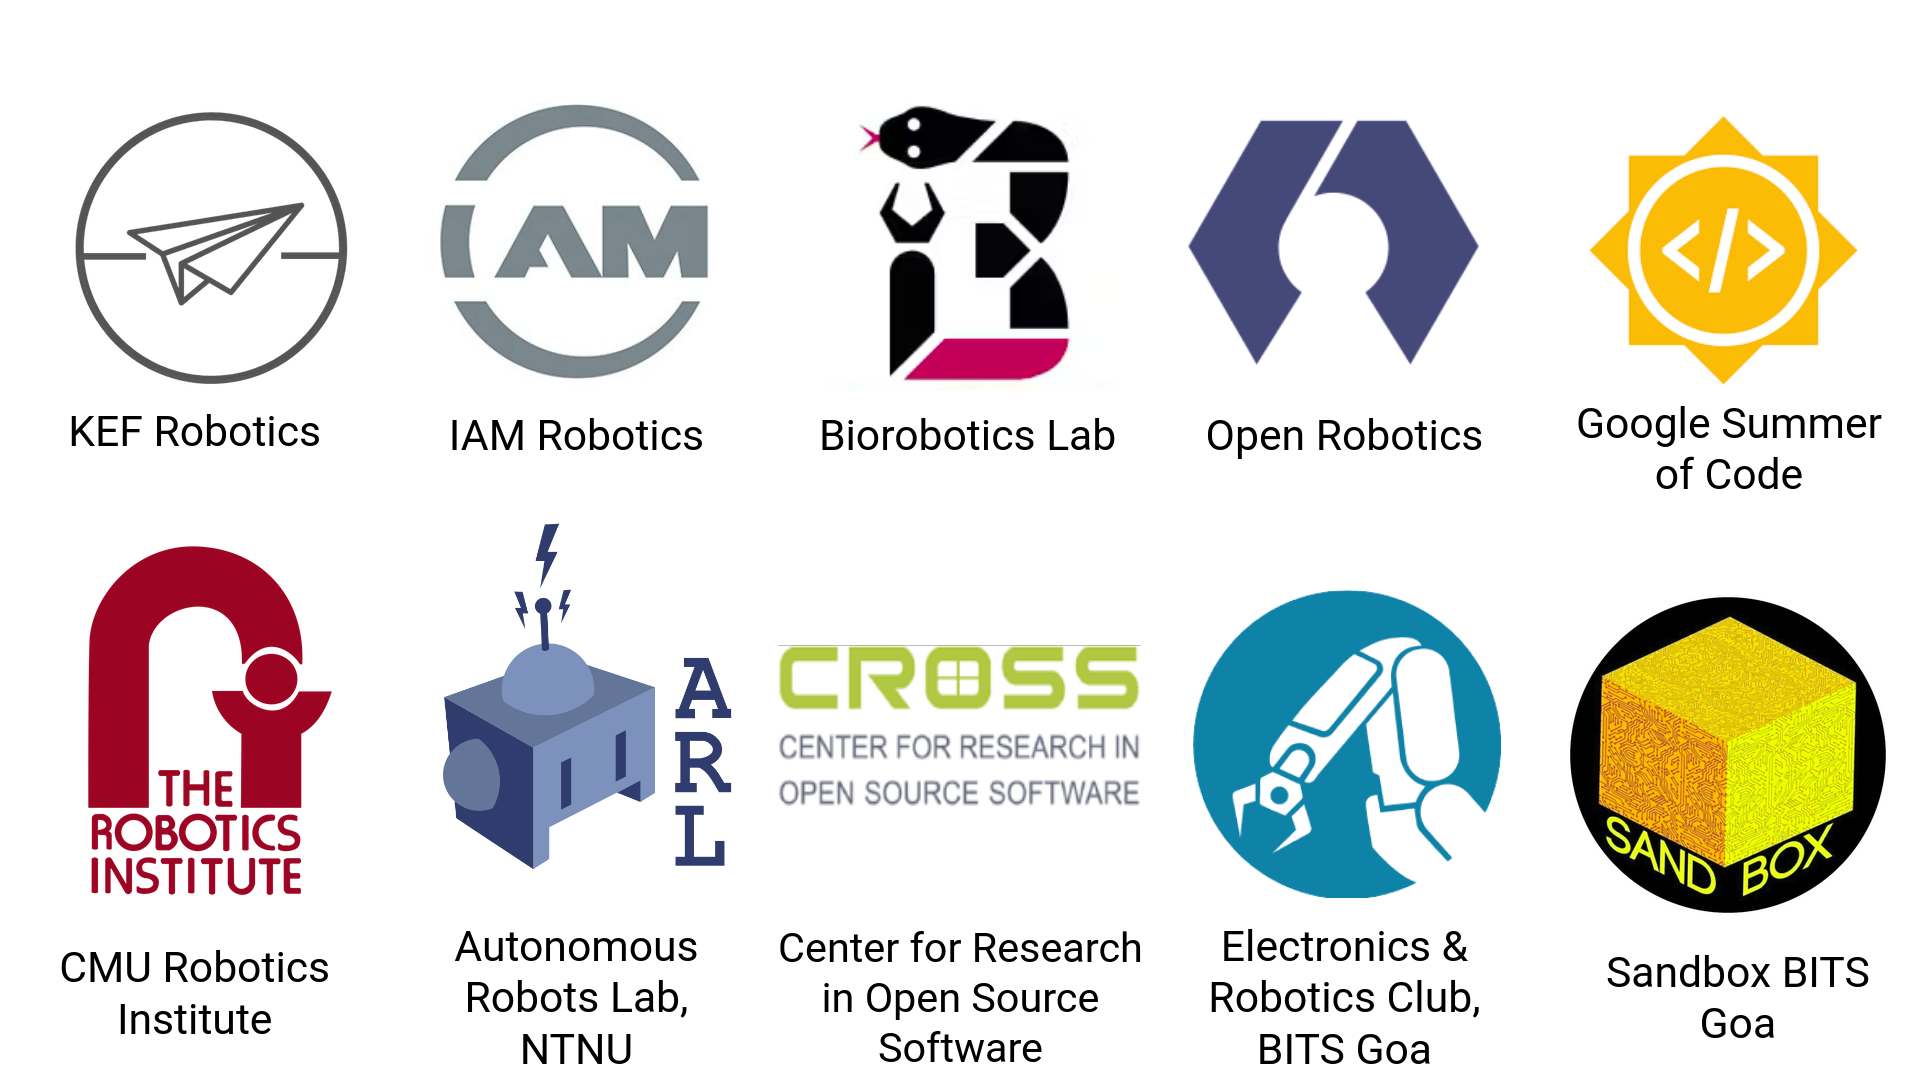 I AM
</>
KEF Robotics
IAM Robotics
Biorobotics Lab
Open Robotics
Google Summer
of Code
THE
ROBOTICS
INSTITUTE
A
R
L
CROSS
CENTER FOR RESEARCH IN
OPEN SOURCE SOFTWARE
SAND BOX
CMU Robotics
Institute
Autonomous
Robots Lab,
NTNU
Center for Research
in Open Source
Software
Electronics &
Robotics Club,
BITS Goa
Sandbox BITS
Goa